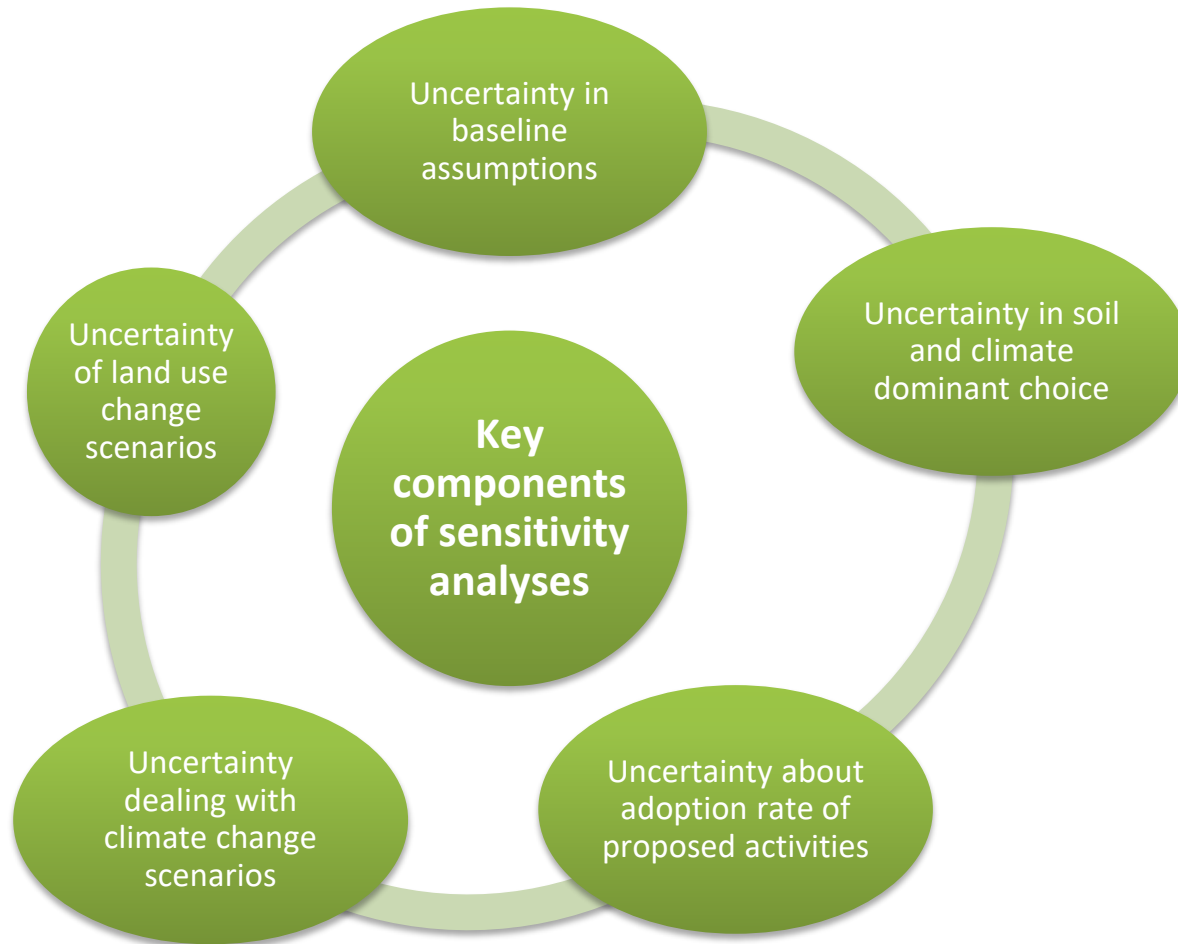 Uncertainty in
baseline
assumptions
Uncertainty in soil
and climate
dominant choice
Uncertainty about
adoption rate of
proposed activities
Uncertainty
dealing with
climate change
scenarios
Uncertainty
of land use
change
scenarios
Key
components
of sensitivity
analyses